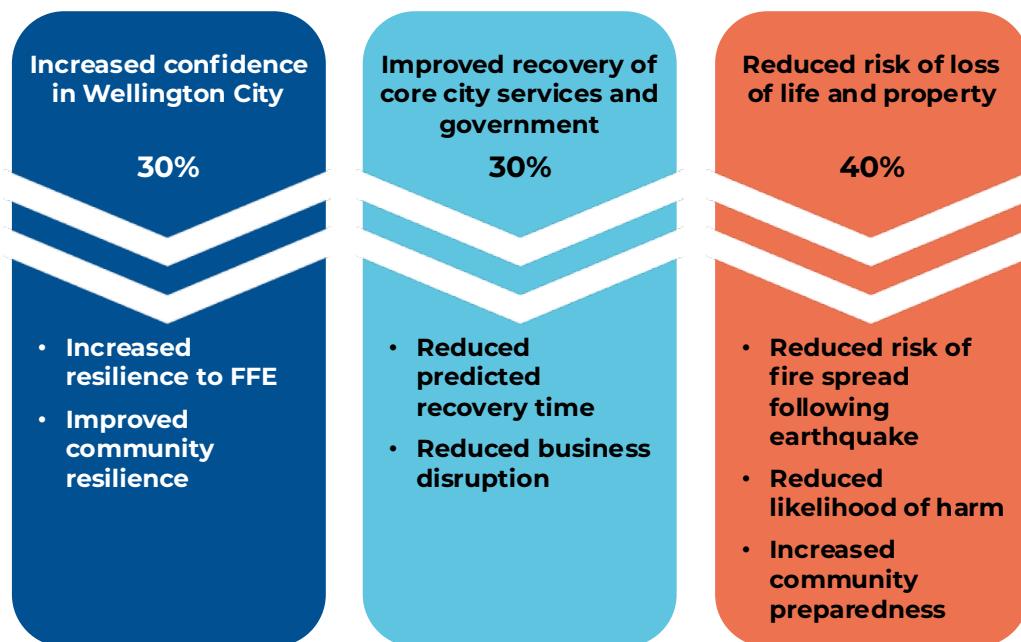 Increased confidence
in Wellington City
30%
• Increased
resilience to FFE
• Improved
community
resilience
Improved recovery of
core city services and
government
30%
• Reduced
predicted
recovery time
• Reduced business
disruption
Reduced risk of loss
of life and property
40%
• Reduced risk of
fire spread
following
earthquake
• Reduced
likelihood of harm
• Increased
community
preparedness